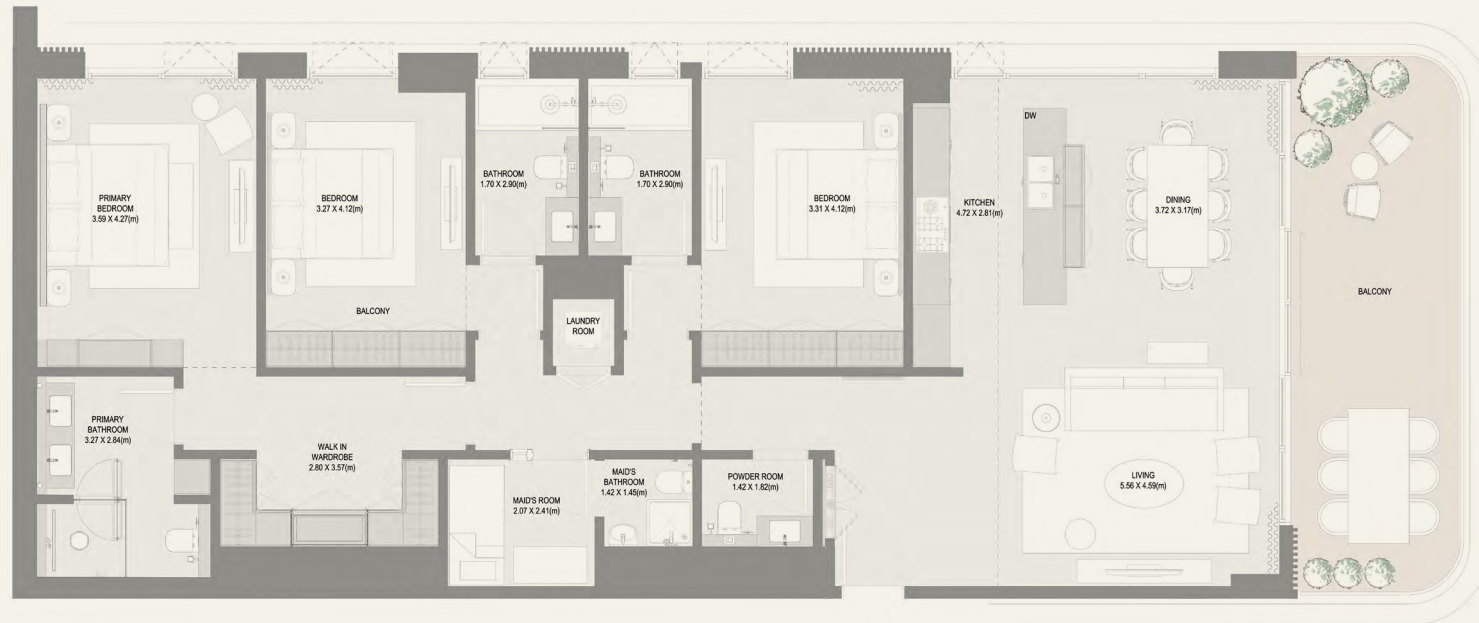 DW
PRIMARY
BEDROOM
3.59 X 4.27(m)
BEDROOM
3.27 X 4.12(m)
BALCONY
BATHROOM
1.70 X 2.90(m)
BATHROOM
1.70 X 2.90(m)
BEDROOM
3.31 X 4.12(m)
KITCHEN
4.72 X 2.81(m)
DINING
3.72 X 3.17(m)
BALCONY
LAUNDRY
ROOM
PRIMARY
BATHROOM
3.27 X 2.84(m)
WALK IN
WARDROBE
2.80 X 3.57(m)
MAID'S ROOM
2.07 X 2.41(m)
MAID'S
BATHROOM
1.42 X 1.45(m)
POWDER ROOM
1.42 X 1.82(m)
LIVING
5.56 X 4.59(m)